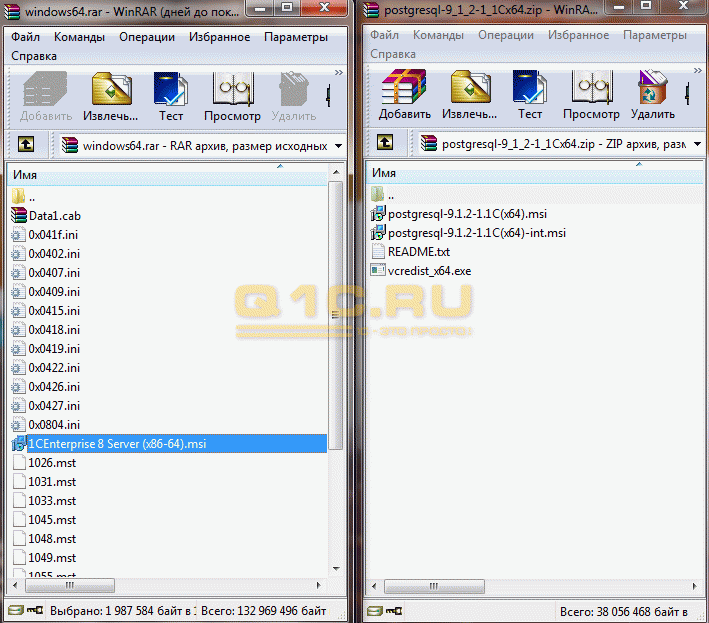 windows64.rar - WinRAR (дней до пок...
Файл Команды Операции Избранное Параметры
Справка
»
Добавить Извлечь... Тест Просмотр Удалить
windows64.rar - RAR архив, размер исходных
Имя
..
Data1.cab
0x041f.ini
0x0402.ini
0x0407.ini
0x0409.ini
0x0415.ini
0x0418.ini
0x0419.ini
0x0422.ini
0x0426.ini
0x0427.ini
0x0804.ini
1CEnterprise 8 Server (x86-64).msi
1026.mst
1031.mst
1033.mst
1045.mst
1048.mst
1049.mst
1055.mst
Выбрано: 1 987 584 байт в Всего: 132 969 496 байт
postgresql-9_1_2-1_1Cx64.zip - WinRA...
Файл Команды Операции Избранное Параметры
Справка
»
Добавить Извлечь... Тест Просмотр Удалить
postgresql-9_1_2-1_1Cx64.zip - ZIP архив, разм
Имя
..
postgresql-9.1.2-1.1C(x64).msi
postgresql-9.1.2-1.1C(x64)-int.msi
README.txt
vcredist_x64.exe
Всего: 38 056 468 байт в
Q1C.RU
- ЭТО ПРОСТО!